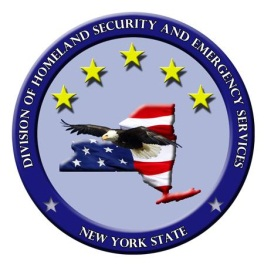 DIVISION OF HOMELAND SECURITY AND EMERGENCY SERVICES
NEW YORK STATE